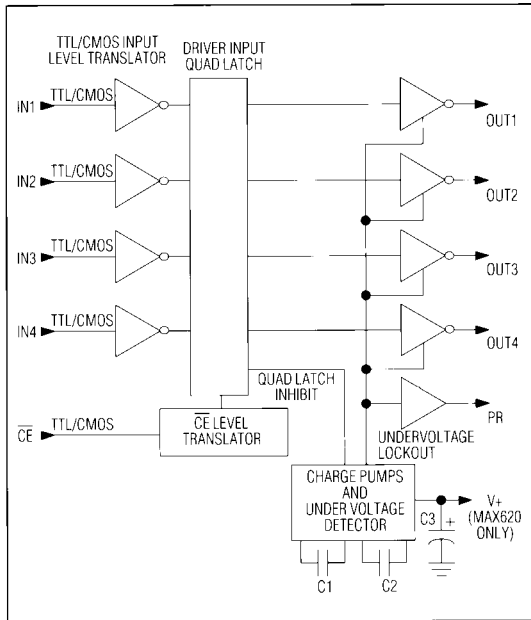 TTL/CMOS INPUT
LEVEL TRANSLATOR
DRIVER INPUT
QUAD LATCH
IN1
TTL/CMOS
OUT1
IN2
TTL/CMOS
OUT2
IN3
TTL/CMOS
OUT3
IN4
TTL/CMOS
OUT4
QUAD LATCH
INHIBIT
PR
CE
TTL/CMOS
CE LEVEL
TRANSLATOR
UNDERVOLTAGE
LOCKOUT
CHARGE PUMPS
AND
UNDER VOLTAGE
DETECTOR
C3
+
V+
(MAX620
ONLY)
C1
C2